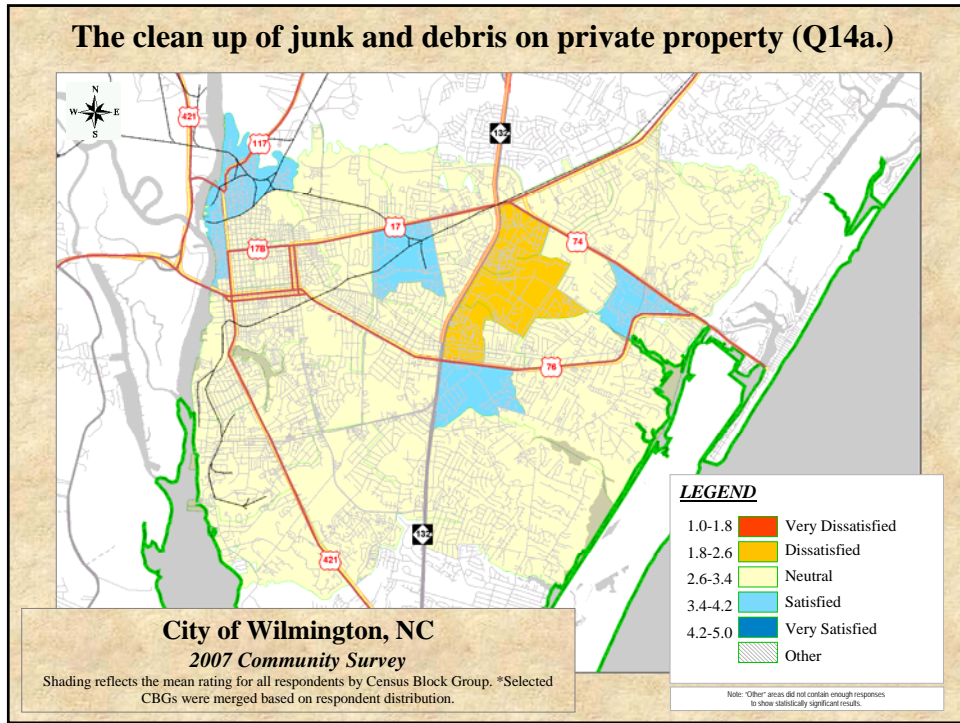 The clean up of junk and debris on private property (Q14a.)
N
W E
S
421
117
132
17
17B
74
76
132
421
LEGEND
1.0-1.8 Very Dissatisfied
1.8-2.6 Dissatisfied
2.6-3.4 Neutral
3.4-4.2 Satisfied
4.2-5.0 Very Satisfied
Other
City of Wilmington, NC
2007 Community Survey
Shading reflects the mean rating for all respondents by Census Block Group. *Selected
CBGs were merged based on respondent distribution.
Note: "Other" areas did not contain enough responses
to show statistically significant results.